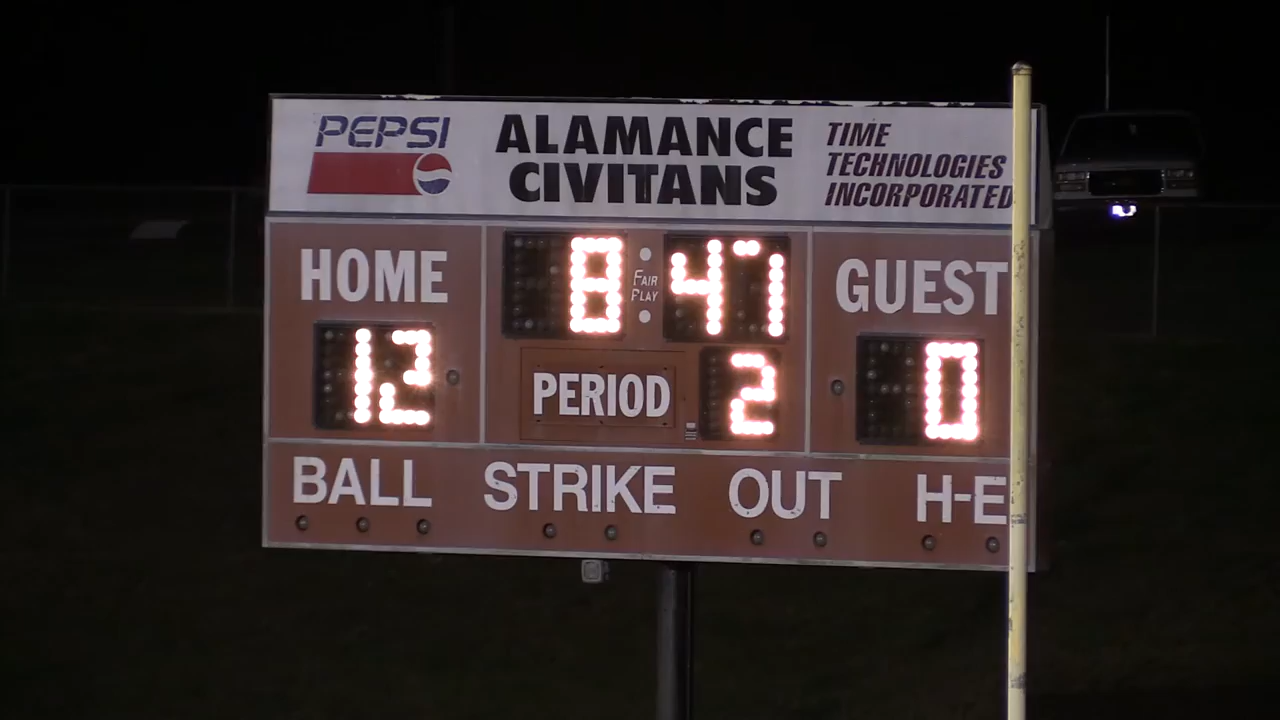 PEPSI
ALAMANCE
CIVITANS
TIME
TECHNOLOGIES
INCORPORATED
HOME
8 47
FAIR
PLAY
GUEST
12
PERIOD
2
0
BALL STRIKE OUT H-E